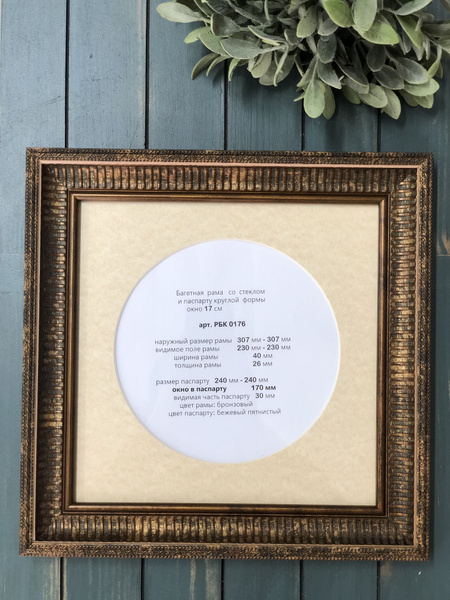 Багетная рама со стеклом
и паспарту круглой формы
окно 17 см
арт. РБК 0176
наружный размер рамы 307 мм - 307 мм
видимое поле рамы 230 мм - 230 мм
ширина рамы 40 мм
толщина рамы 26 мм
размер паспарту 240 мм - 240 мм
окно в паспарту 170 мм
видимая часть паспарту 30 мм
цвет рамы: бронзовый
цвет паспарту: бежевый пятнистый